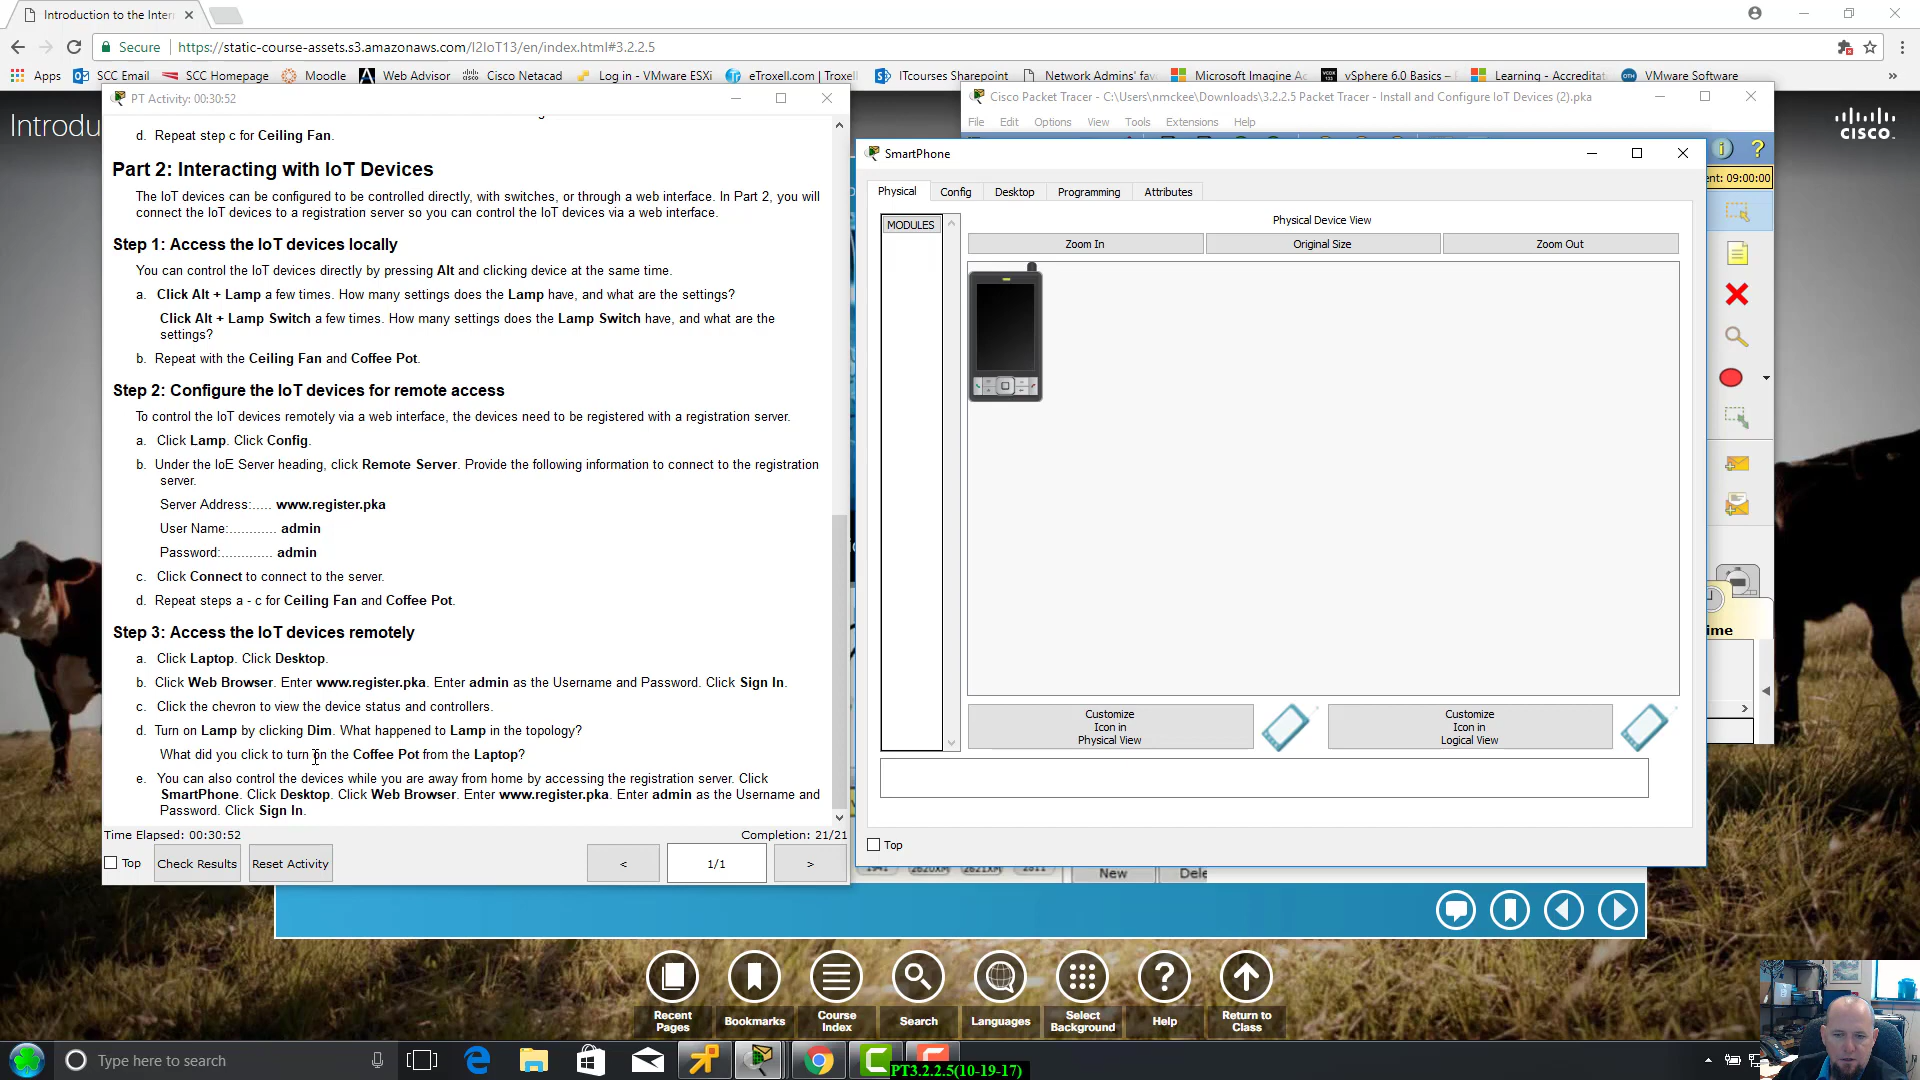 Introduction to the Inter
Secure https://static-course-assets.s3.amazonaws.com/I2IoT13/en/index.html#3.2.2.5
Apps SCC Email SCC Homepage Moodle Web Advisor Cisco Netacad Log in - VMware ESXi eTroxell.com | Troxell ITcourses Sharepoint Network Admins' fav Microsoft Imagine Ac vSphere 6.0 Basics – Learning - Accreditat VMware Software »
Introdu
CISCO
PT Activity: 00:30:52
d. Repeat step c for Ceiling Fan.
Part 2: Interacting with IoT Devices
The IoT devices can be configured to be controlled directly, with switches, or through a web interface. In Part 2, you will
connect the IoT devices to a registration server so you can control the IoT devices via a web interface.
Step 1: Access the IoT devices locally
You can control the IoT devices directly by pressing Alt and clicking device at the same time.
a. Click Alt + Lamp a few times. How many settings does the Lamp have, and what are the settings?
Click Alt + Lamp Switch a few times. How many settings does the Lamp Switch have, and what are the
settings?
b. Repeat with the Ceiling Fan and Coffee Pot.
Step 2: Configure the IoT devices for remote access
To control the IoT devices remotely via a web interface, the devices need to be registered with a registration server.
a. Click Lamp. Click Config.
b. Under the IoE Server heading, click Remote Server. Provide the following information to connect to the registration
server.
Server Address:..... www.register.pka
User Name:............ admin
Password:............. admin
c. Click Connect to connect to the server.
d. Repeat steps a - c for Ceiling Fan and Coffee Pot.
Step 3: Access the IoT devices remotely
a. Click Laptop. Click Desktop.
b. Click Web Browser. Enter www.register.pka. Enter admin as the Username and Password. Click Sign In.
c. Click the chevron to view the device status and controllers.
d. Turn on Lamp by clicking Dim. What happened to Lamp in the topology?
What did you click to turn on the Coffee Pot from the Laptop?
e. You can also control the devices while you are away from home by accessing the registration server. Click
SmartPhone. Click Desktop. Click Web Browser. Enter www.register.pka. Enter admin as the Username and
Password. Click Sign In.
Time Elapsed: 00:30:52 Completion: 21/21
Top Check Results Reset Activity < 1/1 >
Cisco Packet Tracer - C:\Users\nmckee\Downloads\3.2.2.5 Packet Tracer - Install and Configure IoT Devices (2).pka
File Edit Options View Tools Extensions Help
ent: 09:00:00
SmartPhone
Physical Config Desktop Programming Attributes
MODULES
Physical Device View
Zoom In Original Size Zoom Out
Customize
Icon in
Physical View
Customize
Icon in
Logical View
Top
ime
1941 2620XM 2621XM 2811
New Dele
Recent
Pages
Bookmarks
Course
Index
Search
Languages
Select
Background
Help
Return to
Class
Type here to search
PT3.2.2.5(10-19-17)